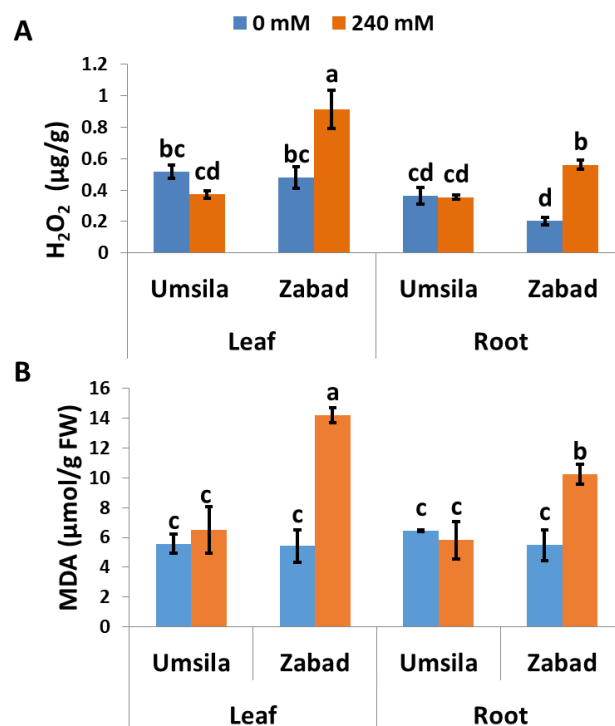 A
0 mM 240 mM
H₂O₂ (µg/g)
1.2
1
0.8
0.6
0.4
0.2
0
bc cd bc a cd cd d b
Umsila Zabad Umsila Zabad
Leaf Root
B
MDA (µmol/g FW)
16
14
12
10
8
6
4
2
0
c c c a c c c b
Umsila Zabad Umsila Zabad
Leaf Root